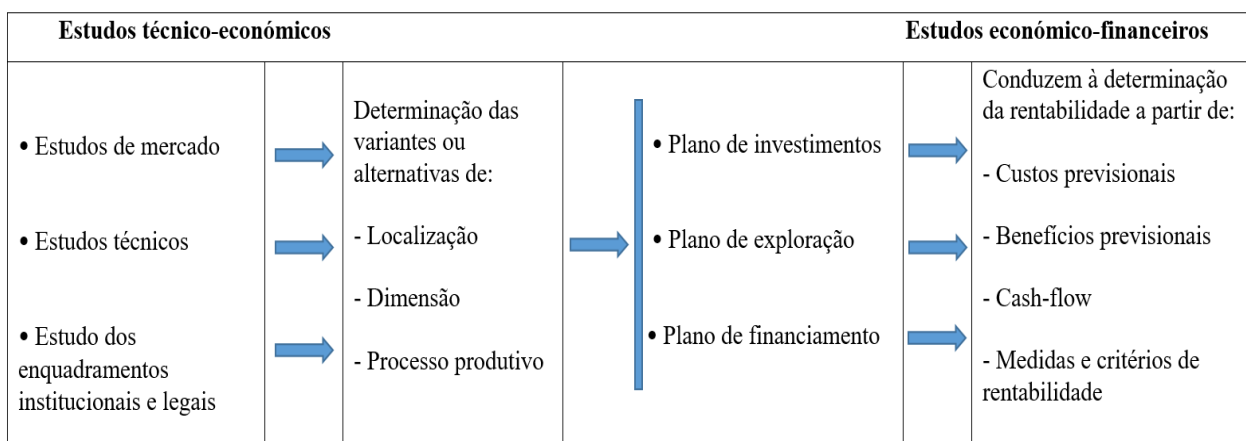 Estudos técnico-económicos
Estudos económico-financeiros
• Estudos de mercado
• Estudos técnicos
• Estudo dos
enquadramentos
institucionais e legais
Determinação das
variantes ou
alternativas de:
- Localização
- Dimensão
- Processo produtivo
• Plano de investimentos
• Plano de exploração
• Plano de financiamento
Conduzem à determinação
da rentabilidade a partir de:
- Custos previsionais
- Benefícios previsionais
- Cash-flow
- Medidas e critérios de
rentabilidade